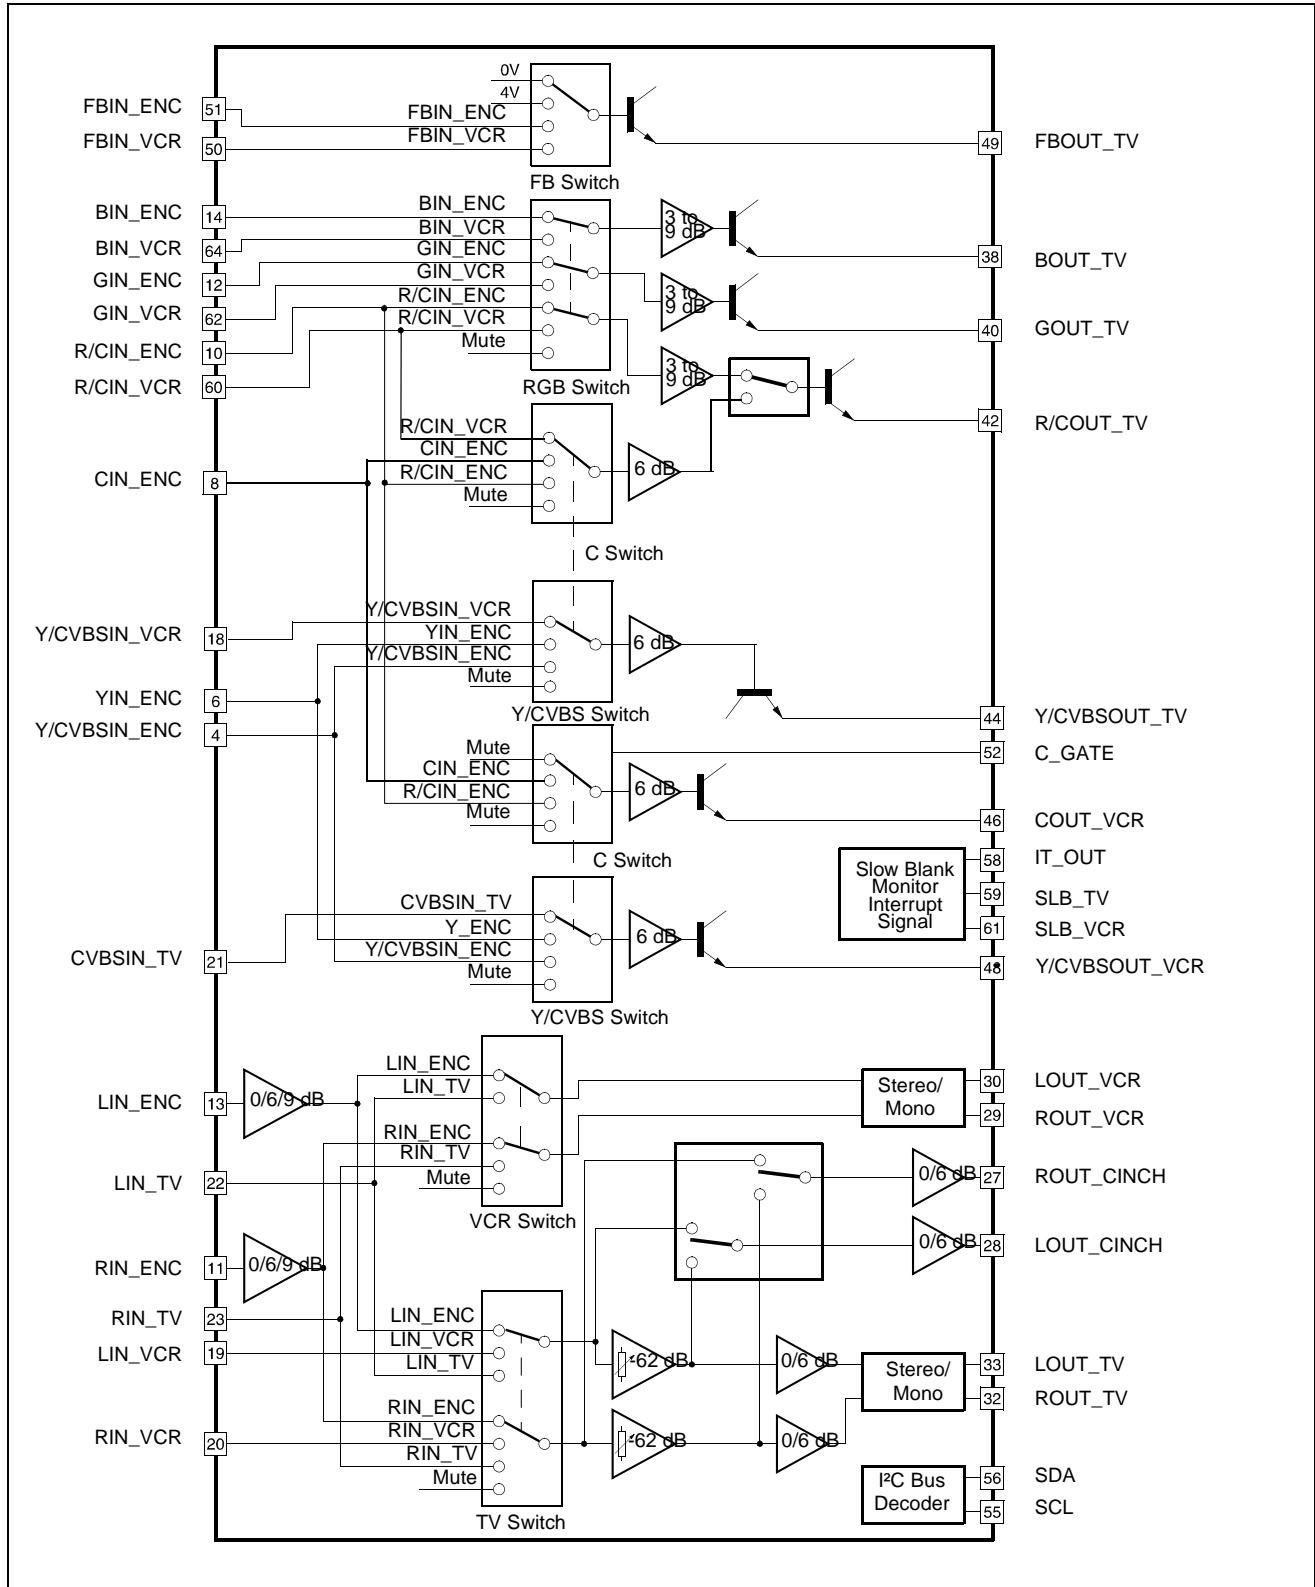 0V
4V
FBIN_ENC
51
FBIN_ENC
FBIN_VCR
50
FBIN_VCR
49
FBOUT_TV
FB Switch
BIN_ENC
14
BIN_ENC
BIN_VCR
64
BIN_VCR
GIN_ENC
12
GIN_ENC
GIN_VCR
62
GIN_VCR
R/CIN_ENC
10
R/CIN_ENC
R/CIN_VCR
60
R/CIN_VCR
Mute
RGB Switch
3 to
9 dB
38
BOUT_TV
3 to
9 dB
40
GOUT_TV
3 to
9 dB
42
R/COUT_TV
R/CIN_VCR
CIN_ENC
R/CIN_ENC
Mute
CIN_ENC
8
6 dB
C Switch
Y/CVBSIN_VCR
YIN_ENC
Y/CVBSIN_ENC
Mute
Y/CVBSIN_VCR
18
YIN_ENC
6
Y/CVBSIN_ENC
4
6 dB
Y/CVBS Switch
44
Y/CVBSOUT_TV
52
C_GATE
Mute
CIN_ENC
R/CIN_ENC
Mute
6 dB
46
COUT_VCR
C Switch
Slow Blank
Monitor
Interrupt
Signal
58
IT_OUT
59
SLB_TV
61
SLB_VCR
CVBSIN_TV
Y_ENC
Y/CVBSIN_ENC
Mute
CVBSIN_TV
21
6 dB
48
Y/CVBSOUT_VCR
Y/CVBS Switch
LIN_ENC
LIN_TV
RIN_ENC
RIN_TV
Mute
VCR Switch
LIN_ENC
13
0/6/9 dB
LIN_TV
22
Stereo/
Mono
30
LOUT_VCR
29
ROUT_VCR
0/6 dB
27
ROUT_CINCH
0/6 dB
28
LOUT_CINCH
RIN_ENC
11
0/6/9 dB
RIN_TV
23
LIN_VCR
19
RIN_VCR
20
LIN_ENC
LIN_VCR
LIN_TV
RIN_ENC
RIN_VCR
RIN_TV
Mute
TV Switch
-62 dB
0/6 dB
-62 dB
0/6 dB
Stereo/
Mono
33
LOUT_TV
32
ROUT_TV
I²C Bus
Decoder
56
SDA
55
SCL